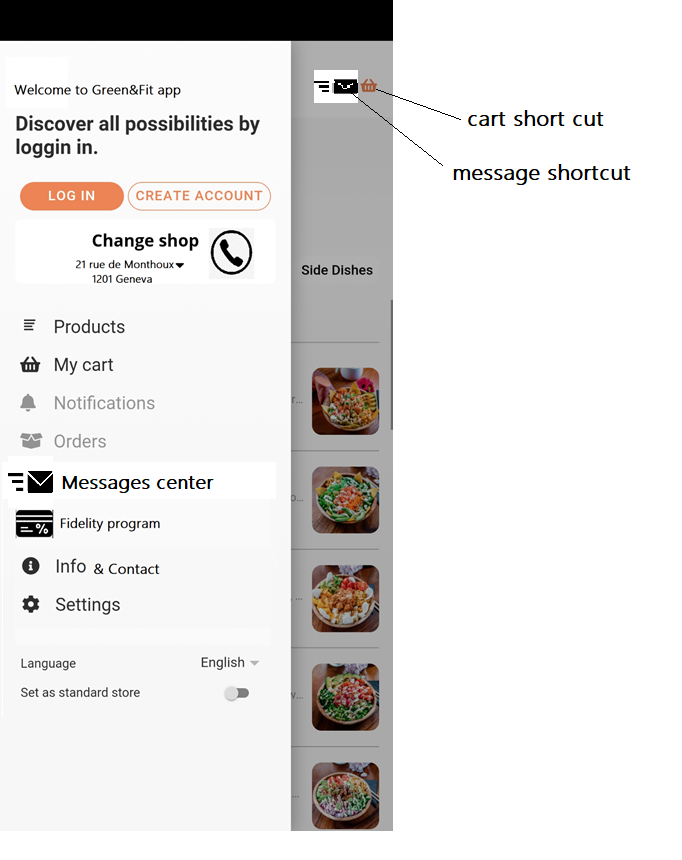 Welcome to Green&Fit app
Discover all possibilities by
loggin in.
LOG IN
CREATE ACCOUNT
Change shop
21 rue de Monthoux
1201 Geneva
Products
My cart
Notifications
Orders
Messages center
Fidelity program
Info & Contact
Settings
Language
English
Set as standard store
cart short cut
message shortcut
Side Dishes
r...
o...
...
v...
...